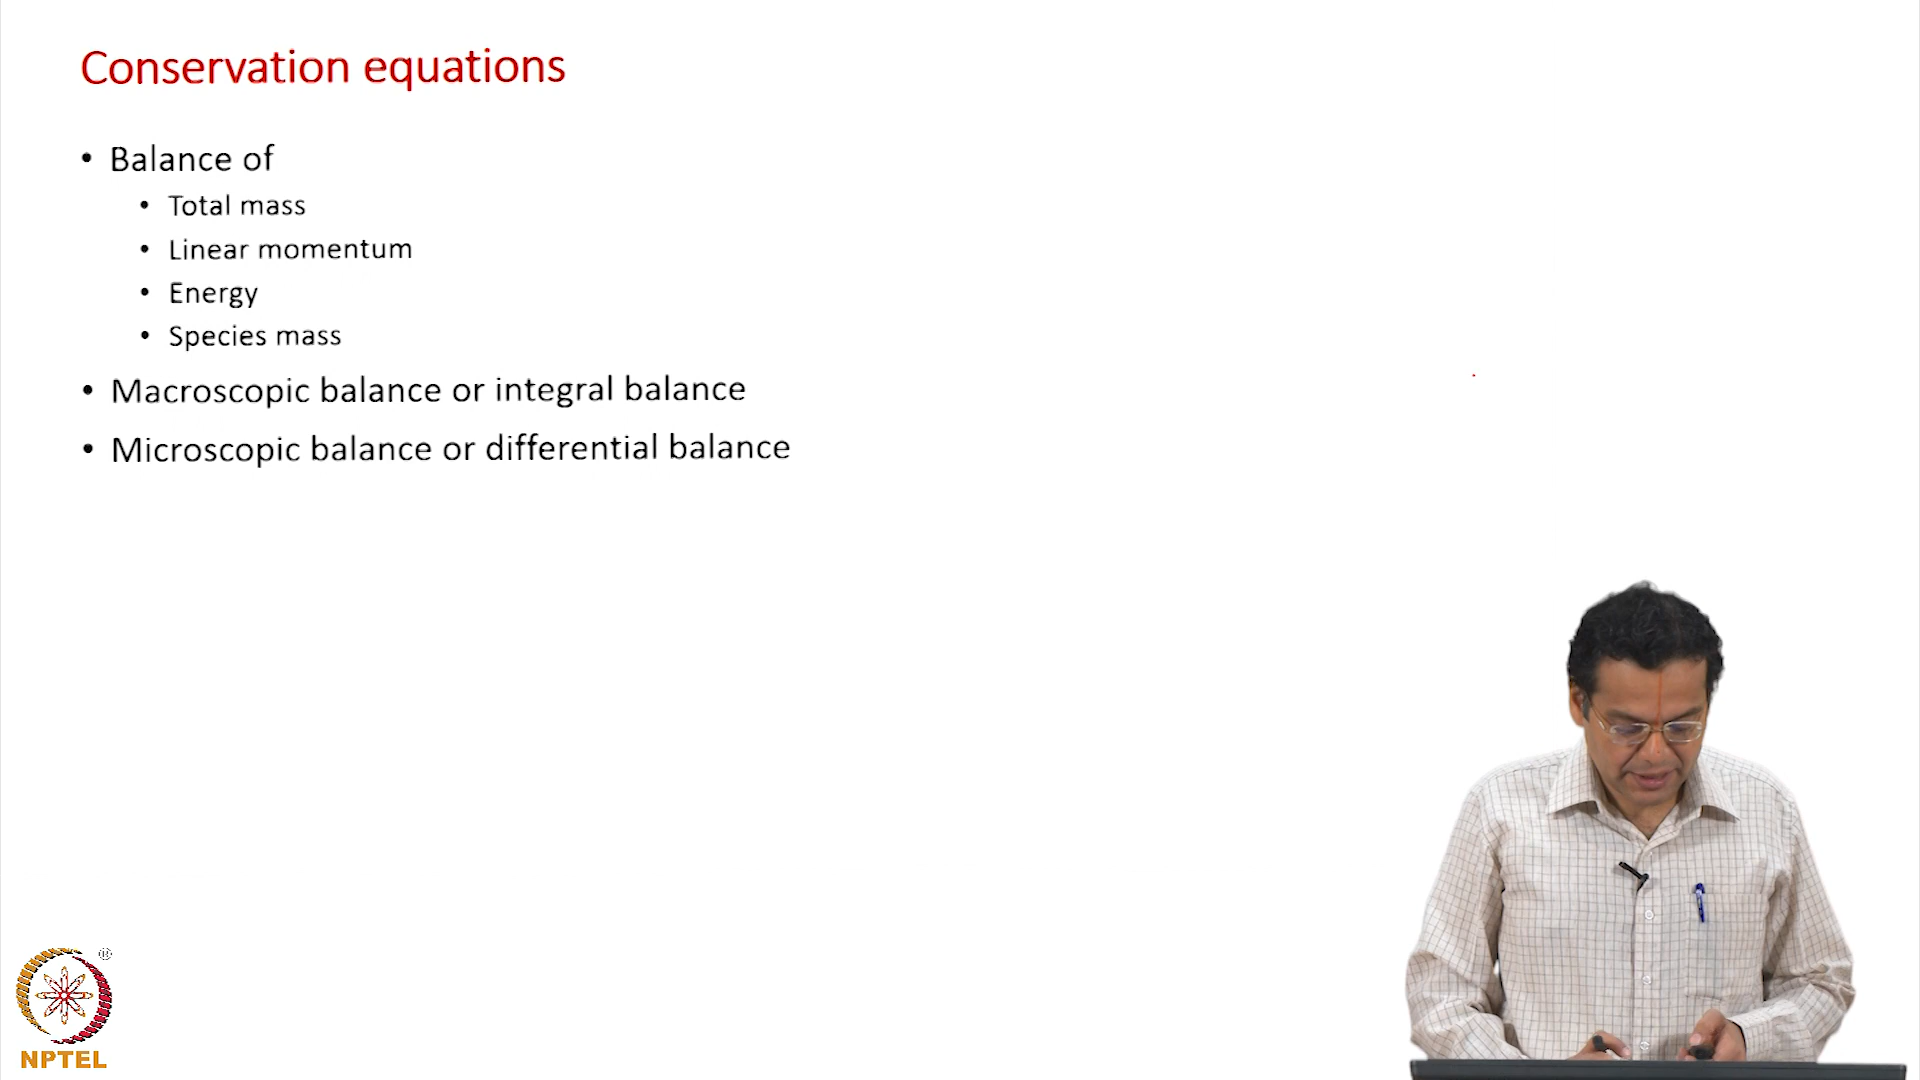 Conservation equations
• Balance of
• Total mass
• Linear momentum
• Energy
• Species mass
• Macroscopic balance or integral balance
• Microscopic balance or differential balance
®
NPTEL